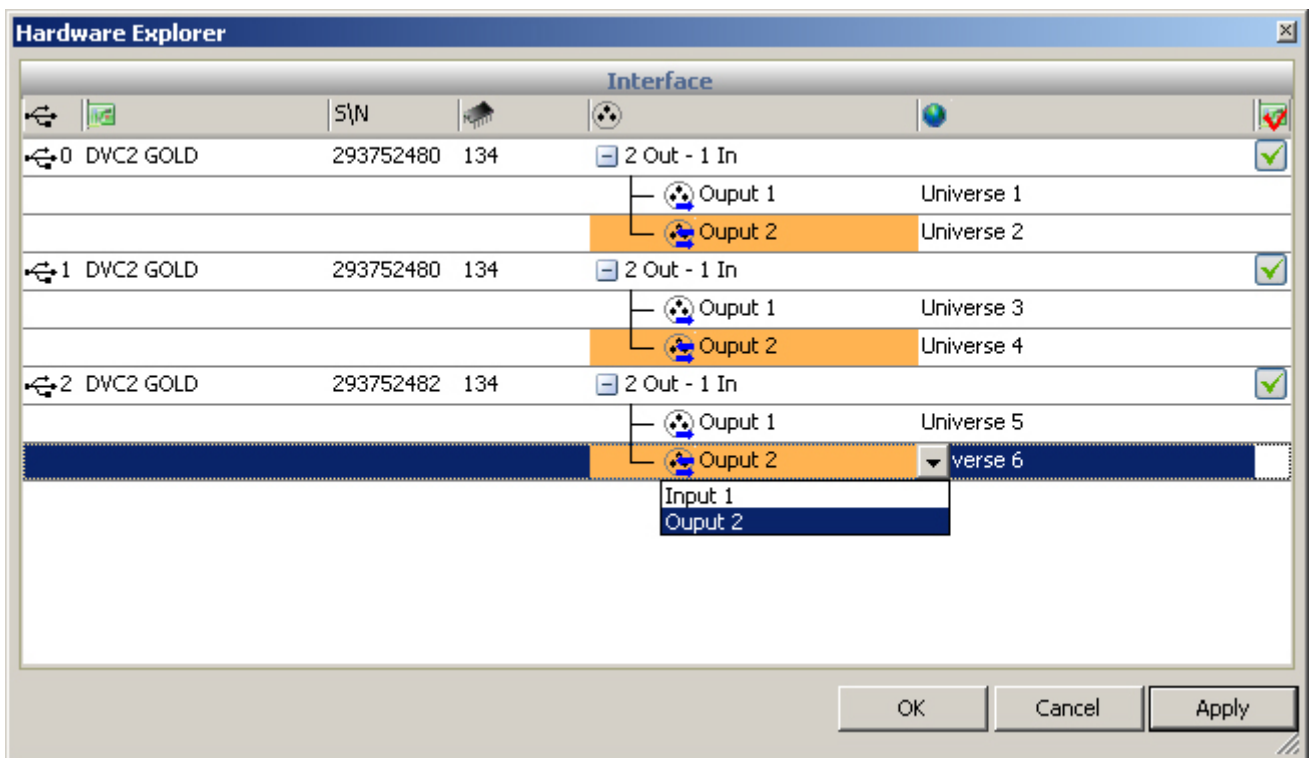 Hardware Explorer
Interface
S\N
0 DVC2 GOLD 293752480 134 2 Out - 1 In
Ouput 1 Universe 1
Ouput 2 Universe 2
1 DVC2 GOLD 293752480 134 2 Out - 1 In
Ouput 1 Universe 3
Ouput 2 Universe 4
2 DVC2 GOLD 293752482 134 2 Out - 1 In
Ouput 1 Universe 5
Ouput 2 verse 6
Input 1
Ouput 2
OK Cancel Apply